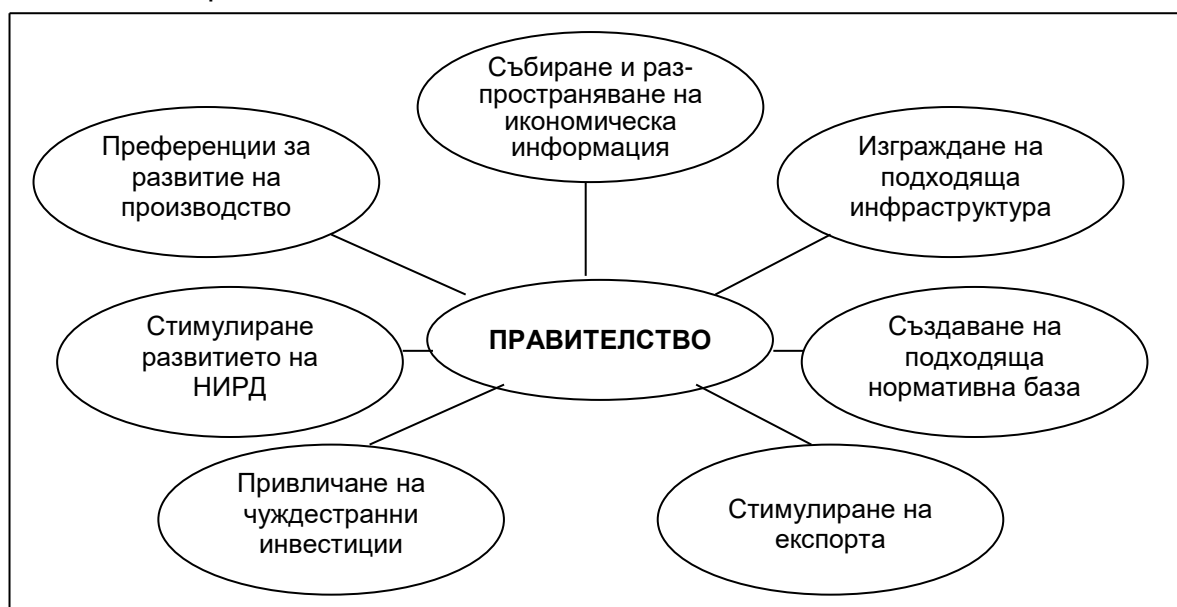 Събиране и раз-
пространяване на
икономическа
информация
Преференции за
развитие на
производство
Изграждане на
подходяща
инфраструктура
Стимулиране
развитието на
НИРД
ПРАВИТЕЛСТВО
Създаване на
подходяща
нормативна база
Привличане на
чуждестранни
инвестиции
Стимулиране на
експорта